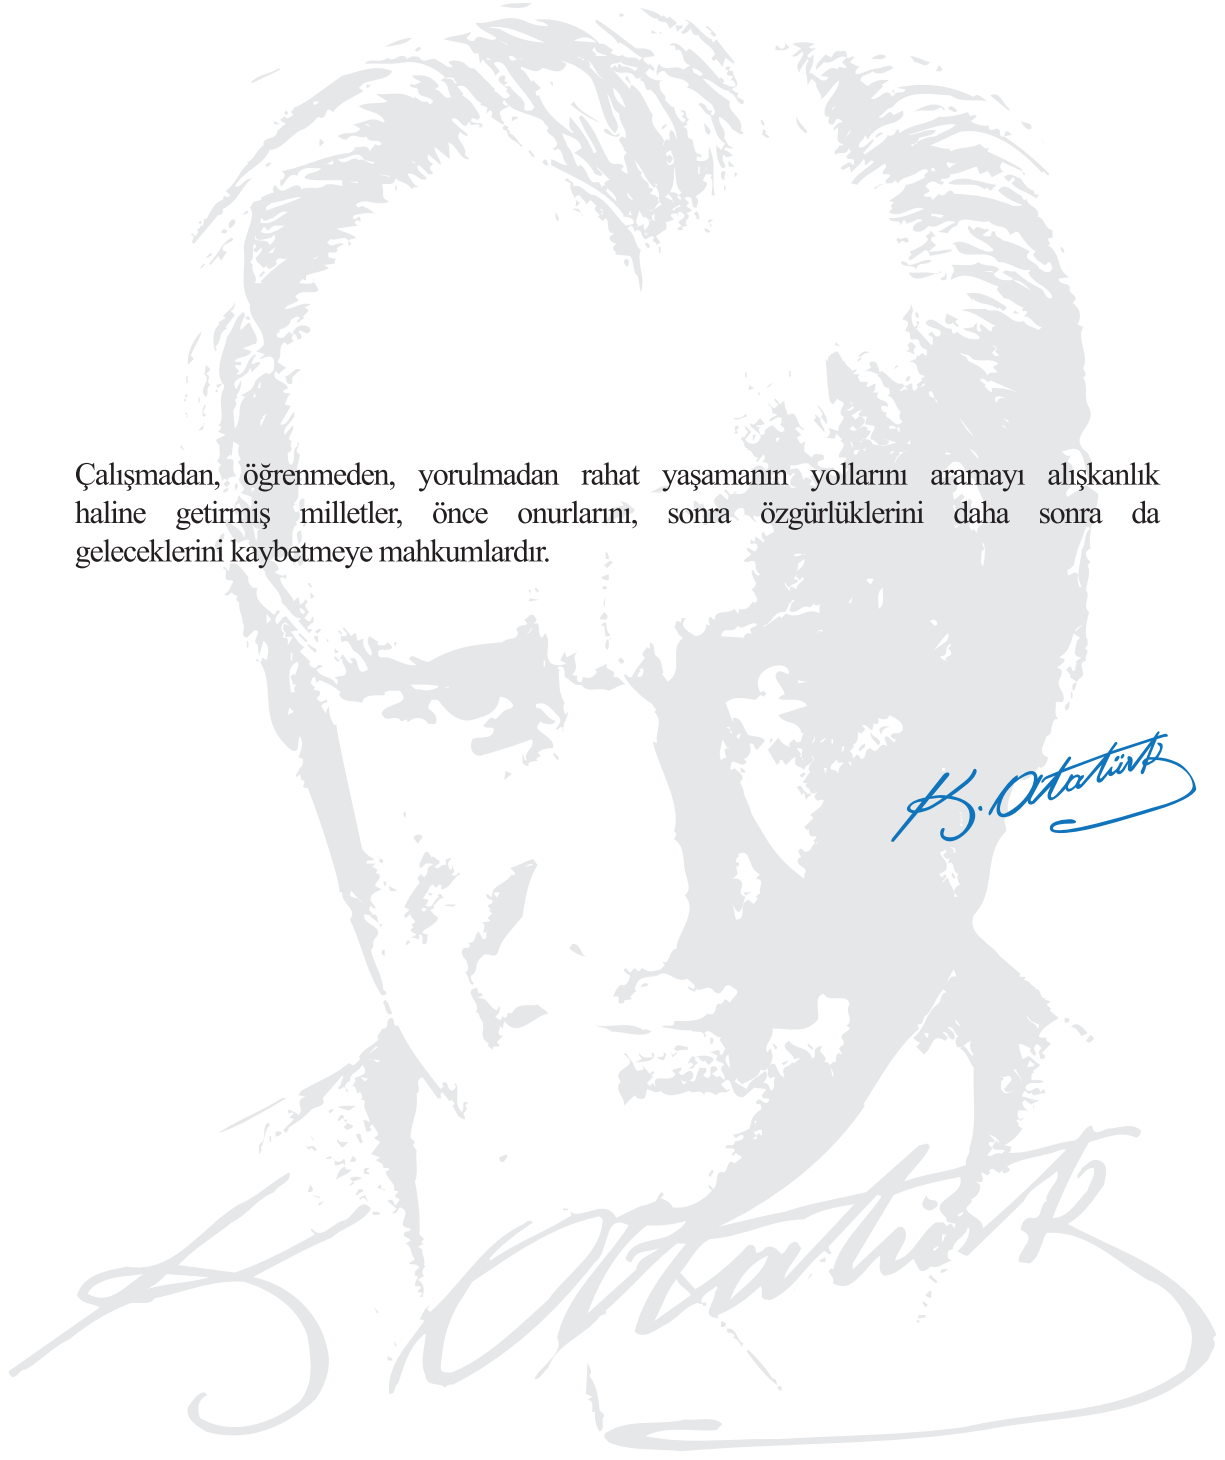 Çalışmadan, öğrenmeden, yorulmadan rahat yaşamanın yollarını aramayı alışkanlık
haline getirmiş milletler, önce onurlarını, sonra özgürlüklerini daha sonra da
geleceklerini kaybetmeye mahkumlardır.
K. Atatürk
K. Atatürk